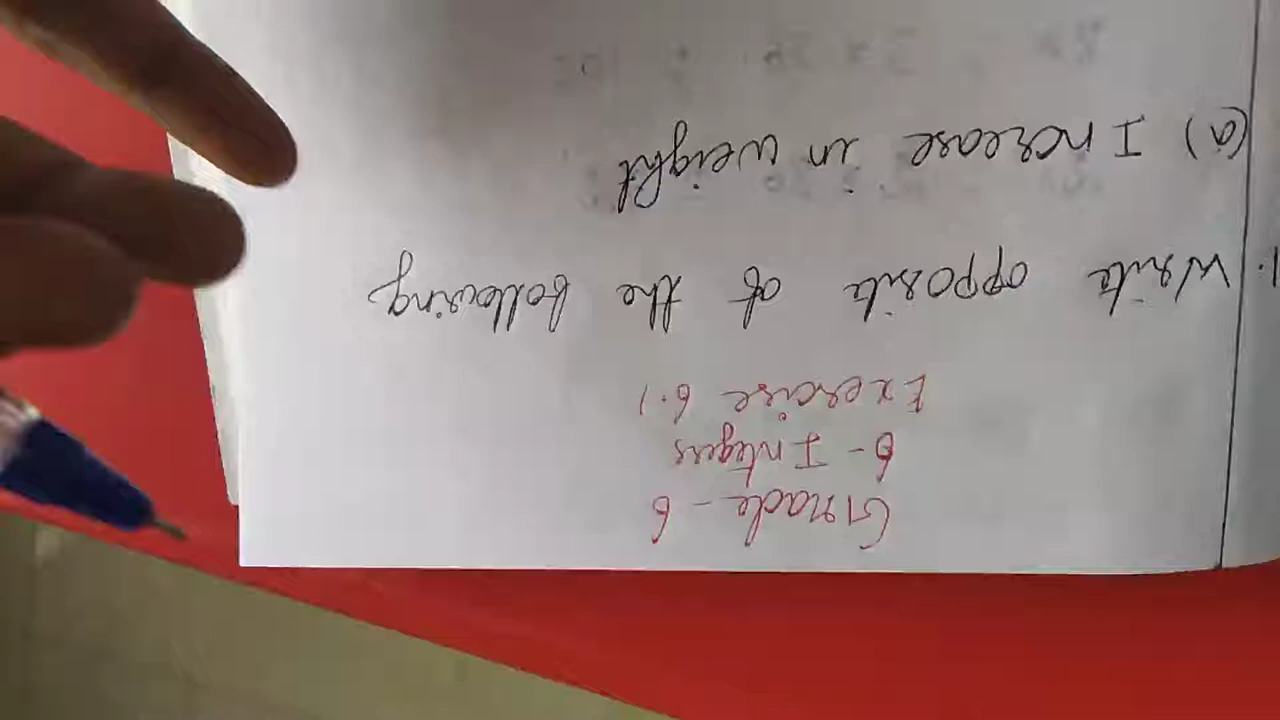 Grade - 6
6 - Integers
Exercise 6.1
1. Write opposite of the following
(a) Increase in weight